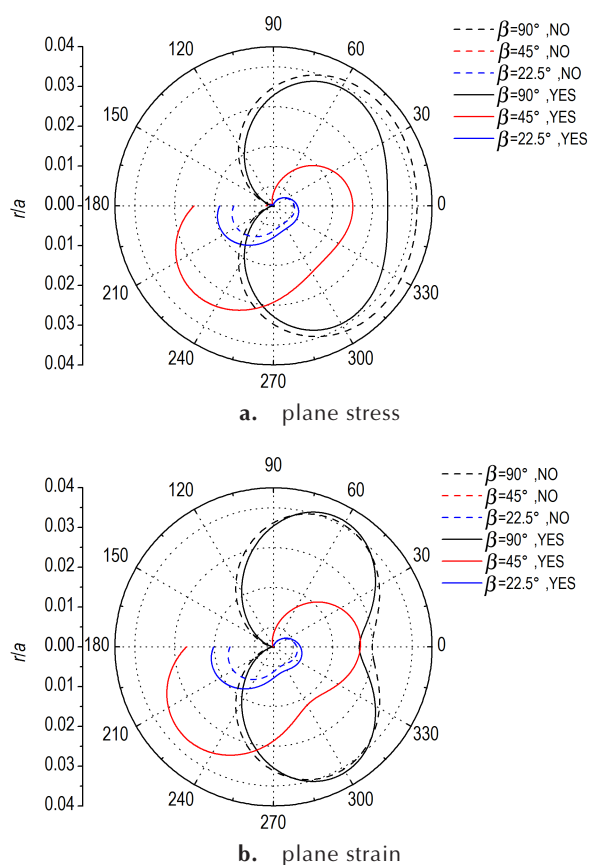 90
120
60
150
30
180
0
210
330
240
300
270
0.04
0.03
0.02
0.01
0.00
0.01
0.02
0.03
0.04
r/a
β=90° ,NO
β=45° ,NO
β=22.5° ,NO
β=90° ,YES
β=45° ,YES
β=22.5° ,YES
a. plane stress
90
120
60
150
30
180
0
210
330
240
300
270
0.04
0.03
0.02
0.01
0.00
0.01
0.02
0.03
0.04
r/a
β=90° ,NO
β=45° ,NO
β=22.5° ,NO
β=90° ,YES
β=45° ,YES
β=22.5° ,YES
b. plane strain